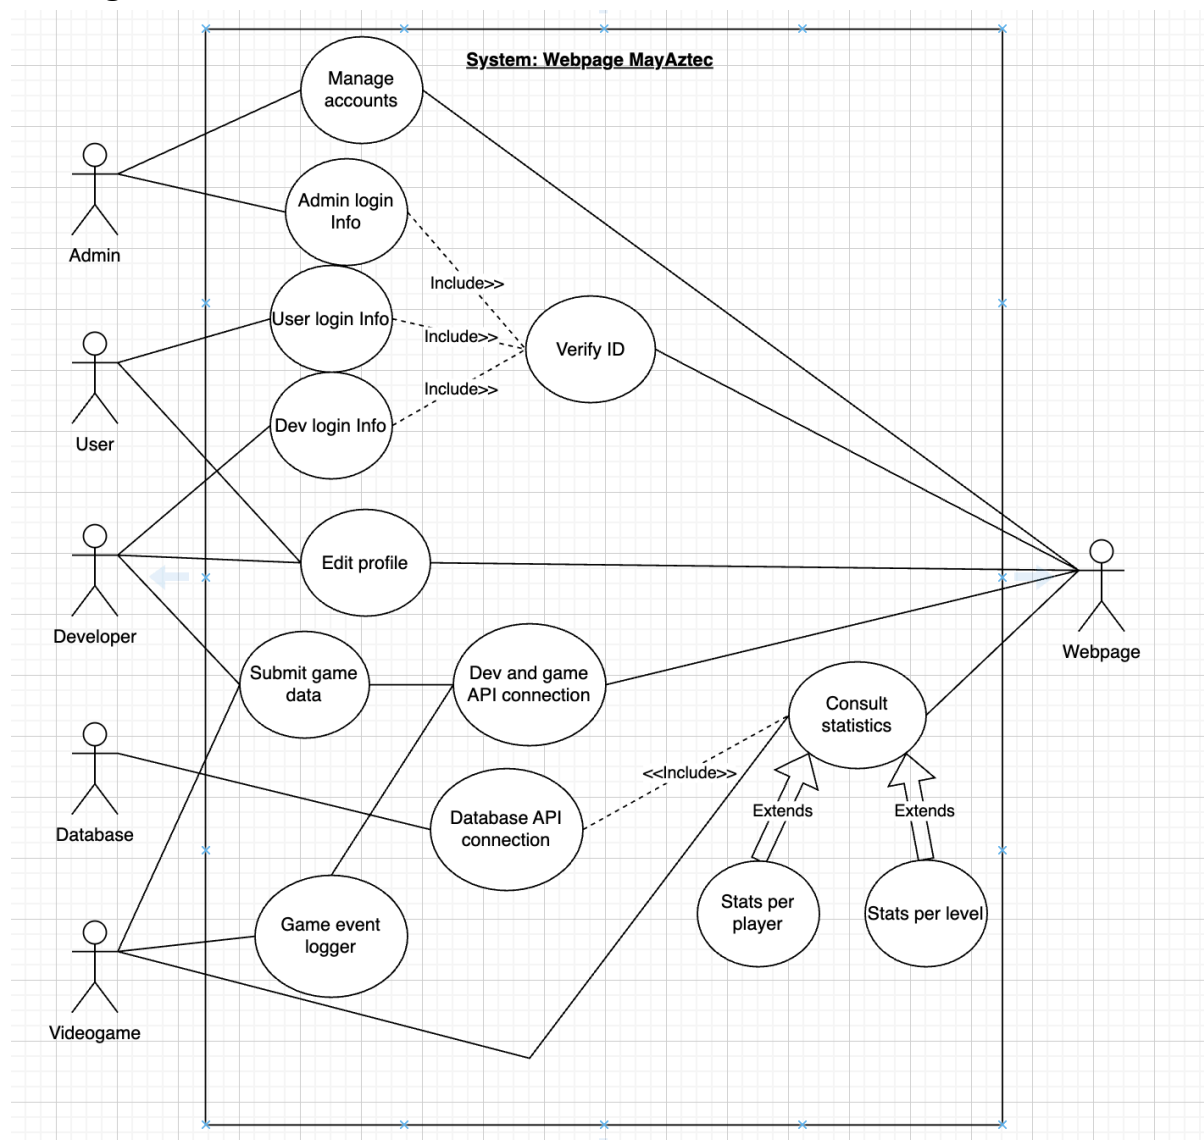 System: Webpage MayAztec
Manage
accounts
Admin login
Info
Admin
Include>>
User login Info
Include>>
Verify ID
Include>>
Dev login Info
User
Edit profile
Developer
Webpage
Submit game
data
Dev and game
API connection
Consult
statistics
<<Include>>
Database API
connection
Database
Extends
Extends
Stats per
player
Stats per level
Game event
logger
Videogame